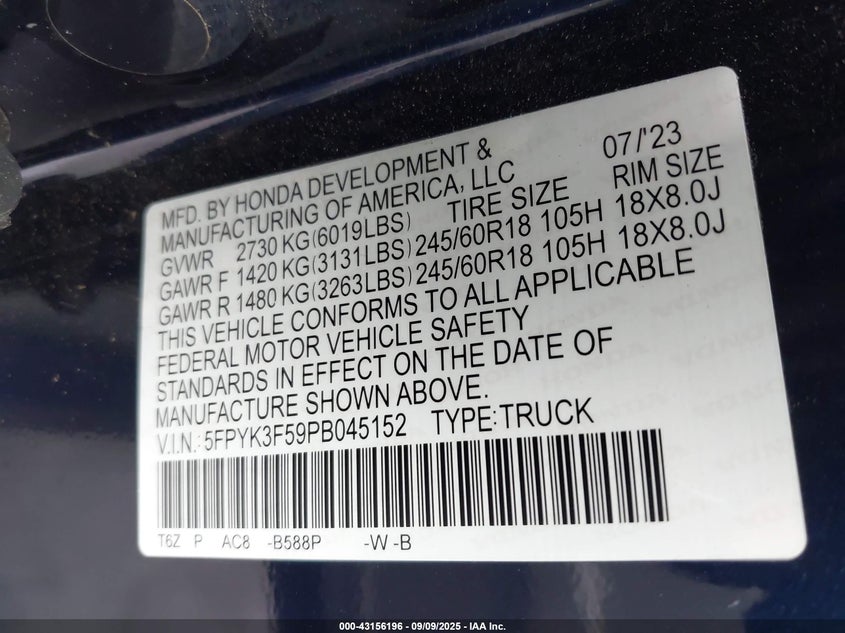 07/'23
MFD. BY HONDA DEVELOPMENT &
MANUFACTURING OF AMERICA, LLC
GVWR 2730 KG(6019LBS) TIRE SIZE RIM SIZE
GAWR F 1420 KG(3131LBS) 245/60R18 105H 18X8.0J
GAWR R 1480 KG(3263LBS) 245/60R18 105H 18X8.0J
THIS VEHICLE CONFORMS TO ALL APPLICABLE
FEDERAL MOTOR VEHICLE SAFETY
STANDARDS IN EFFECT ON THE DATE OF
MANUFACTURE SHOWN ABOVE.
V.I.N.: 5FPYK3F59PB045152 TYPE: TRUCK
T6Z P AC8 -B588P -W -B
000-43156196 - 09/09/2025 - IAA Inc.